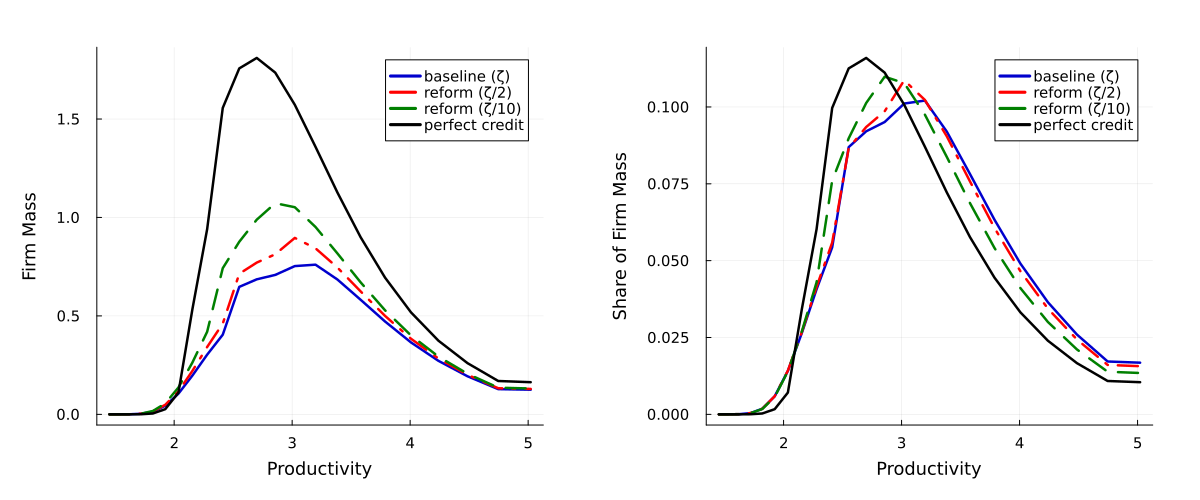 Firm Mass
1.5
1.0
0.5
0.0
2 3 4 5
Productivity
baseline (ζ)
reform (ζ/2)
reform (ζ/10)
perfect credit
Share of Firm Mass
0.100
0.075
0.050
0.025
0.000
2 3 4 5
Productivity
baseline (ζ)
reform (ζ/2)
reform (ζ/10)
perfect credit